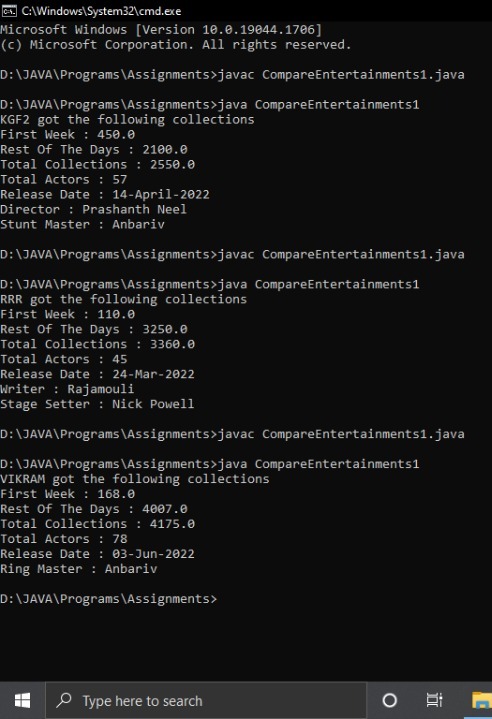 C:\Windows\System32\cmd.exe
Microsoft Windows [Version 10.0.19044.1706]
(c) Microsoft Corporation. All rights reserved.
D:\JAVA\Programs\Assignments>javac CompareEntertainments1.java
D:\JAVA\Programs\Assignments>java CompareEntertainments1
KGF2 got the following collections
First Week : 450.0
Rest Of The Days : 2100.0
Total Collections : 2550.0
Total Actors : 57
Release Date : 14-April-2022
Director : Prashanth Neel
Stunt Master : Anbariv
D:\JAVA\Programs\Assignments>javac CompareEntertainments1.java
D:\JAVA\Programs\Assignments>java CompareEntertainments1
RRR got the following collections
First Week : 110.0
Rest Of The Days : 3250.0
Total Collections : 3360.0
Total Actors : 45
Release Date : 24-Mar-2022
Writer : Rajamouli
Stage Setter : Nick Powell
D:\JAVA\Programs\Assignments>javac CompareEntertainments1.java
D:\JAVA\Programs\Assignments>java CompareEntertainments1
VIKRAM got the following collections
First Week : 168.0
Rest Of The Days : 4007.0
Total Collections : 4175.0
Total Actors : 78
Release Date : 03-Jun-2022
Ring Master : Anbariv
D:\JAVA\Programs\Assignments>
Type here to search